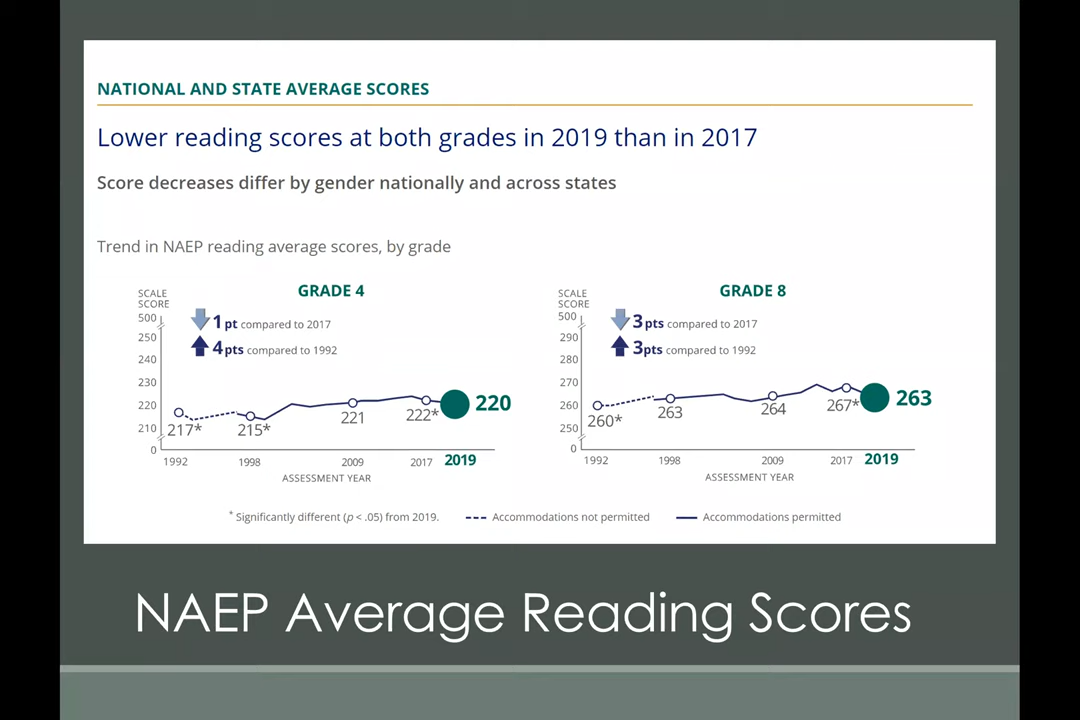 NATIONAL AND STATE AVERAGE SCORES
Lower reading scores at both grades in 2019 than in 2017
Score decreases differ by gender nationally and across states
Trend in NAEP reading average scores, by grade
GRADE 4
SCALE
SCORE
500
250
240
230
220
210
0
1 pt compared to 2017
4pts compared to 1992
217*
215*
221
222*
220
1992
1998
2009
2017
2019
ASSESSMENT YEAR
GRADE 8
SCALE
SCORE
500
290
280
270
260
250
0
3 pts compared to 2017
3pts compared to 1992
260*
263
264
267*
263
1992
1998
2009
2017
2019
ASSESSMENT YEAR
* Significantly different (p < .05) from 2019.
Accommodations not permitted
Accommodations permitted
NAEP Average Reading Scores